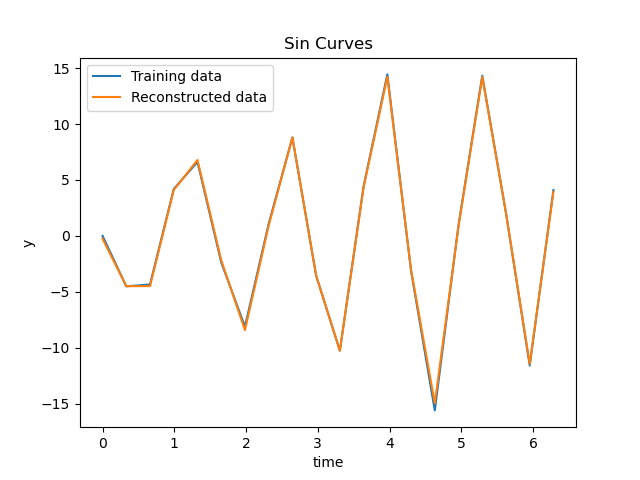 Sin Curves
Training data
Reconstructed data
15
10
5
0
−5
−10
−15
y
0 1 2 3 4 5 6
time